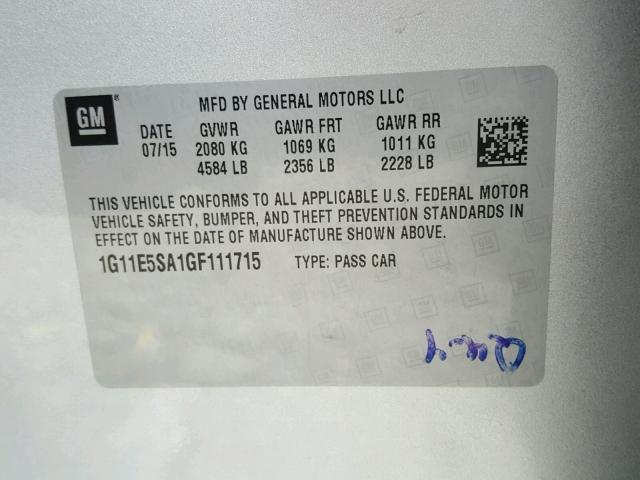 GM
MFD BY GENERAL MOTORS LLC
DATE GVWR GAWR FRT GAWR RR
07/15 2080 KG 1069 KG 1011 KG
4584 LB 2356 LB 2228 LB
THIS VEHICLE CONFORMS TO ALL APPLICABLE U.S. FEDERAL MOTOR
VEHICLE SAFETY, BUMPER, AND THEFT PREVENTION STANDARDS IN
EFFECT ON THE DATE OF MANUFACTURE SHOWN ABOVE.
1G11E5SA1GF111715 TYPE: PASS CAR